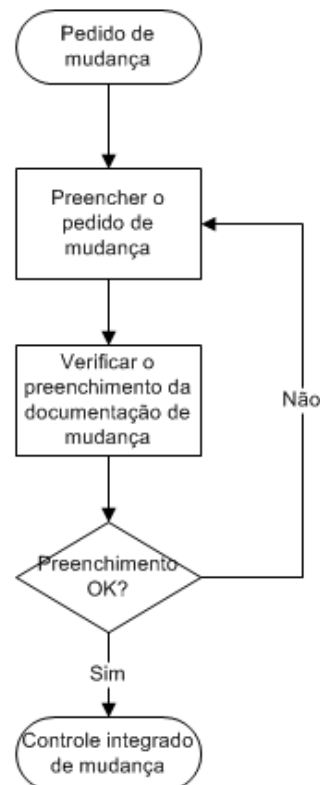 Pedido de
mudança
Preencher o
pedido de
mudança
Verificar o
preenchimento da
documentação de
mudança
Não
Preenchimento
OK?
Sim
Controle integrado
de mudança